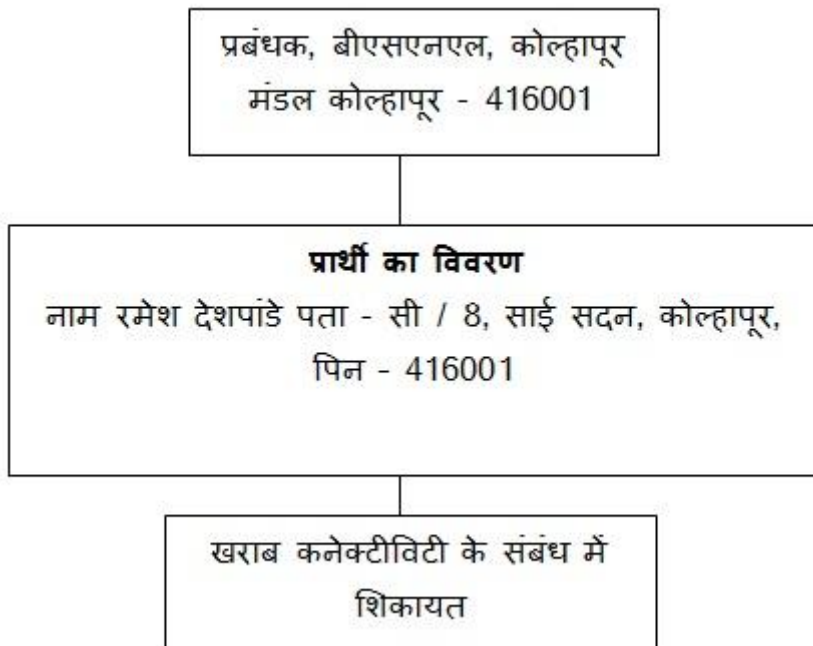 प्रबंधक, बीएसएनएल, कोल्हापूर
मंडल कोल्हापूर - 416001
प्रार्थी का विवरण
नाम रमेश देशपांडे पता - सी / 8, साई सदन, कोल्हापूर,
पिन - 416001
खराब कनेक्टीविटी के संबंध में
शिकायत